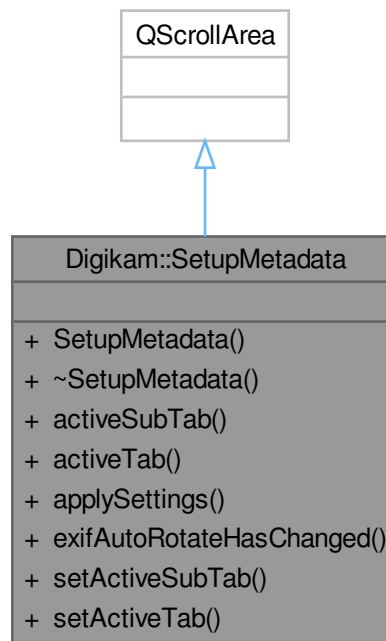 QScrollArea
Digikam::SetupMetadata
+ SetupMetadata()
+ ~SetupMetadata()
+ activeSubTab()
+ activeTab()
+ applySettings()
+ exifAutoRotateHasChanged()
+ setActiveSubTab()
+ setActiveTab()